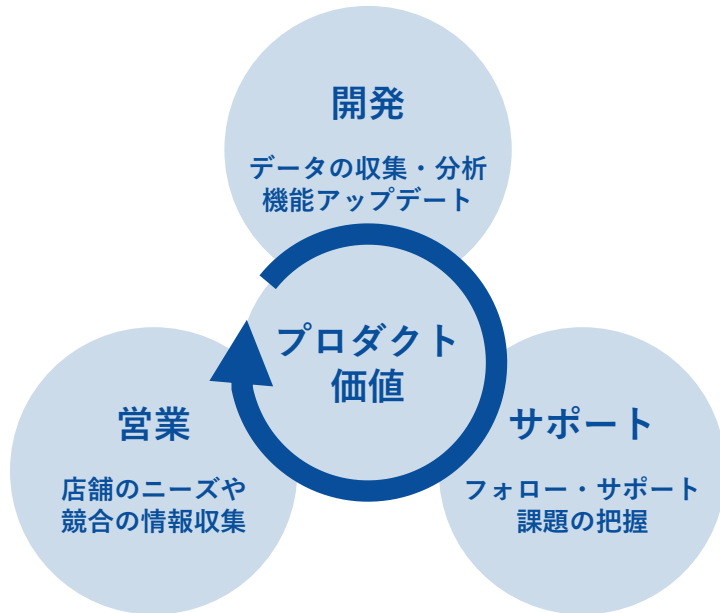 開発
データの収集・分析
機能アップデート
プロダクト
価値
営業
店舗のニーズや
競合の情報収集
サポート
フォロー・サポート
課題の把握